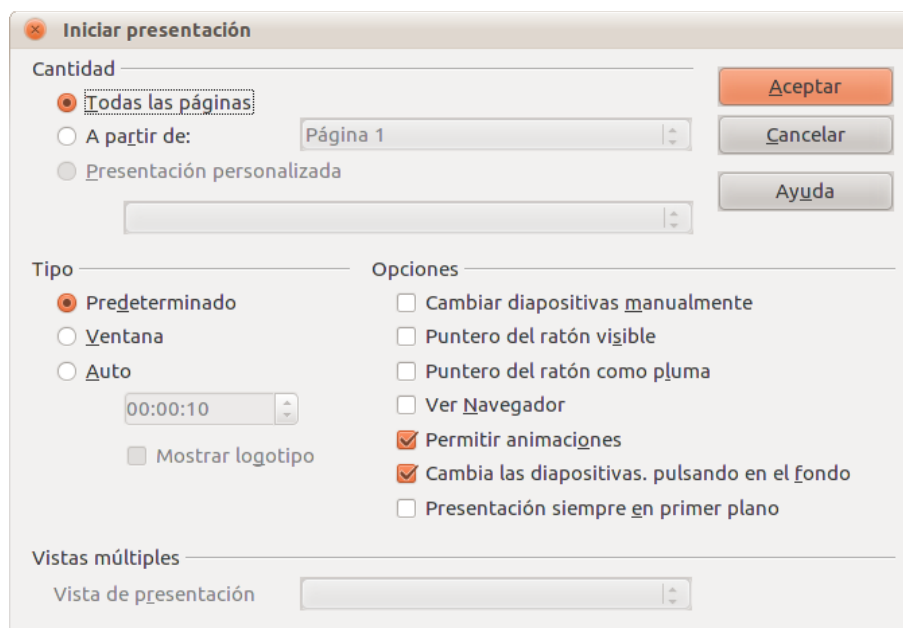 Iniciar presentación
Cantidad
Todas las páginas
A partir de: Página 1
Presentación personalizada
Aceptar
Cancelar
Ayuda
Tipo
Predeterminado
Ventana
Auto
00:00:10
Mostrar logotipo
Opciones
Cambiar diapositivas manualmente
Puntero del ratón visible
Puntero del ratón como pluma
Ver Navegador
Permitir animaciones
Cambia las diapositivas. pulsando en el fondo
Presentación siempre en primer plano
Vistas múltiples
Vista de presentación